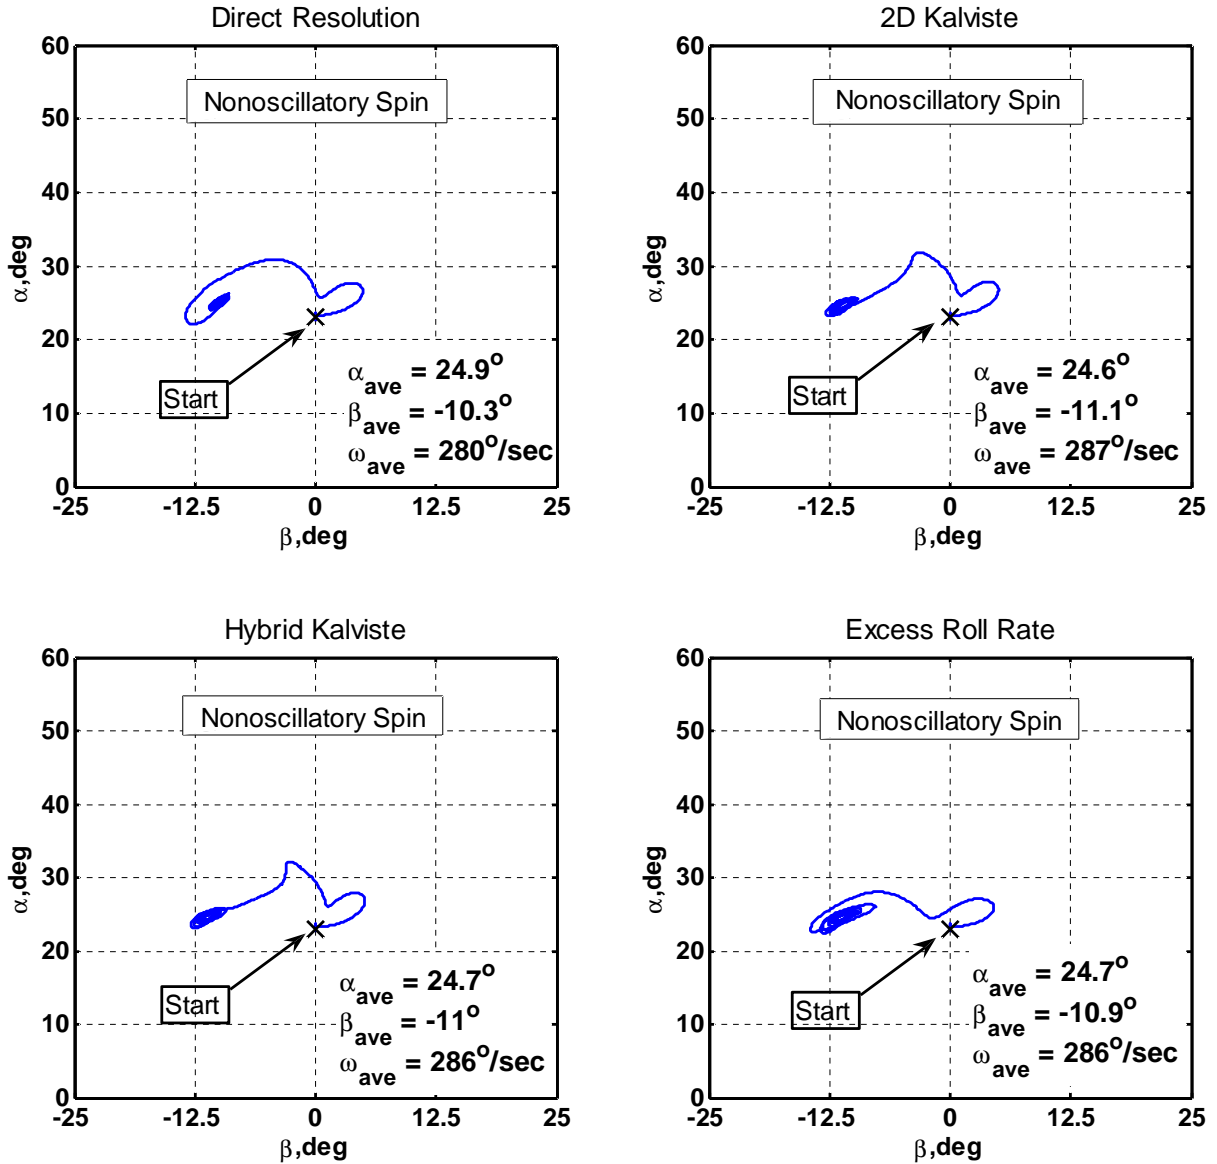 Direct Resolution
60
50
40
30
20
10
0
α,deg
Nonoscillatory Spin
Start
α_ave = 24.9°
β_ave = -10.3°
ω_ave = 280°/sec
-25 -12.5 0 12.5 25
β,deg
2D Kalviste
60
50
40
30
20
10
0
α,deg
Nonoscillatory Spin
Start
α_ave = 24.6°
β_ave = -11.1°
ω_ave = 287°/sec
-25 -12.5 0 12.5 25
β,deg
Hybrid Kalviste
60
50
40
30
20
10
0
α,deg
Nonoscillatory Spin
Start
α_ave = 24.7°
β_ave = -11°
ω_ave = 286°/sec
-25 -12.5 0 12.5 25
β,deg
Excess Roll Rate
60
50
40
30
20
10
0
α,deg
Nonoscillatory Spin
Start
α_ave = 24.7°
β_ave = -10.9°
ω_ave = 286°/sec
-25 -12.5 0 12.5 25
β,deg